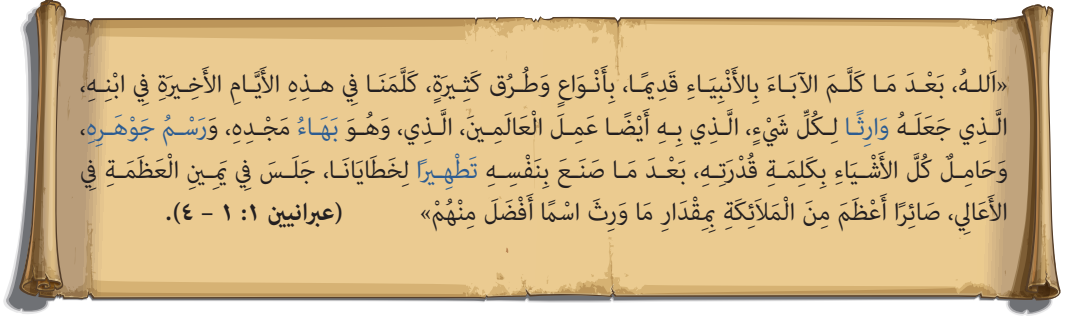 «اَللهُ، بَعْدَ مَا كَلَّمَ الآبَاءَ بِالأَنْبِيَاءِ قَدِيمًا، بِأَنْوَاعٍ وَطُرُق كَثِيرَةٍ، كَلَّمَنَا فِي هذِهِ الأَيَّامِ الأَخِيرَةِ فِي ابْنِهِ،
الَّذِي جَعَلَهُ وَارِثًا لِكُلِّ شَيْءٍ، الَّذِي بِهِ أَيْضًا عَمِلَ الْعَالَمِينَ، الَّذِي، وَهُوَ بَهَاءُ مَجْدِهِ، وَرَسْمُ جَوْهَرِهِ،
وَحَامِلٌ كُلَّ الأَشْيَاءِ بِكَلِمَةِ قُدْرَتِهِ، بَعْدَ مَا صَنَعَ بِنَفْسِهِ تَطْهِيرًا لِخَطَايَانَا، جَلَسَ فِي يَمِينِ الْعَظَمَةِ فِي
الأَعَالِي، صَائِرًا أَعْظَمَ مِنَ الْمَلاَئِكَةِ بِمِقْدَارِ مَا وَرِثَ اسْمًا أَفْضَلَ مِنْهُمْ» (عبرانيين ١: ١ – ٤).